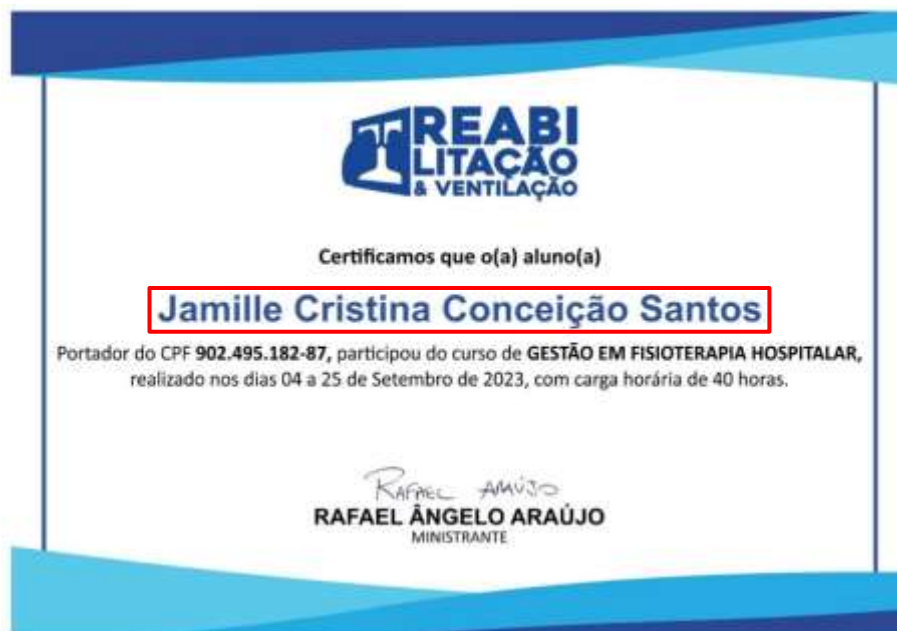 REABI
LITAÇÃO
& VENTILAÇÃO
Certificamos que o(a) aluno(a)
Jamille Cristina Conceição Santos
Portador do CPF 902.495.182-87, participou do curso de GESTÃO EM FISIOTERAPIA HOSPITALAR,
realizado nos dias 04 a 25 de Setembro de 2023, com carga horária de 40 horas.
RAFAEL ARAÚJO
RAFAEL ÂNGELO ARAÚJO
MINISTRANTE